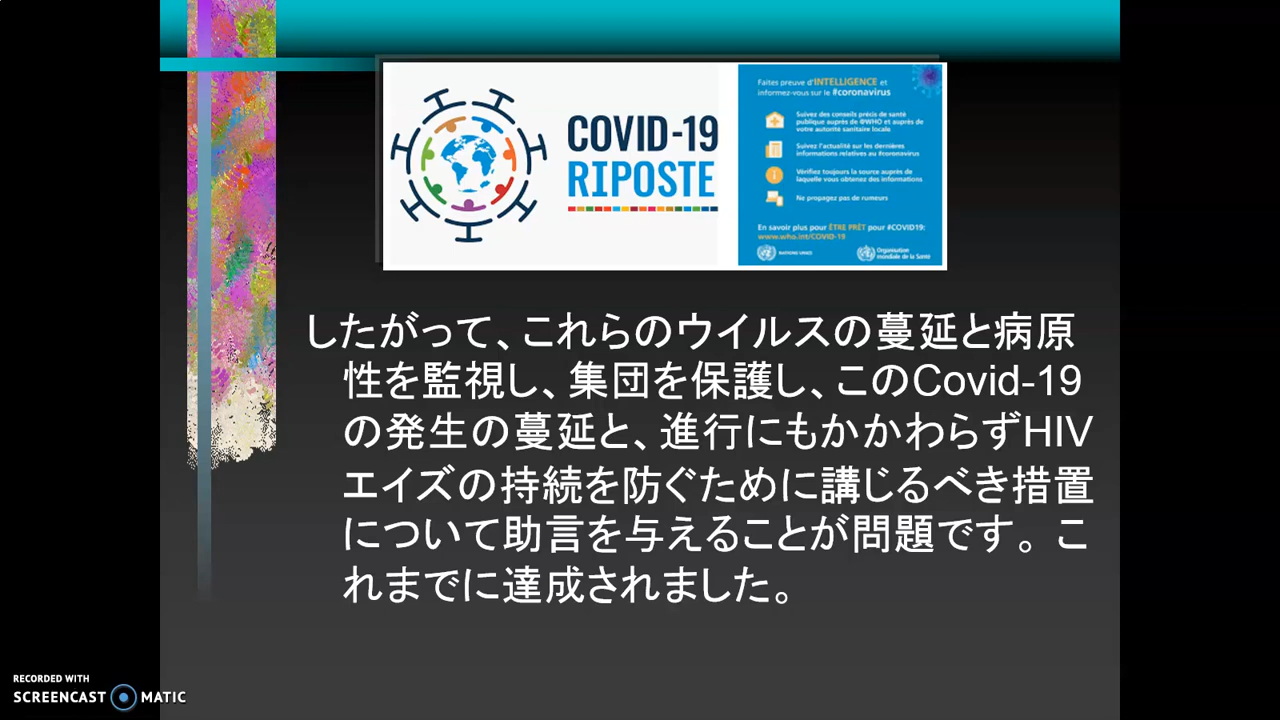 COVID-19
RIPOSTE
Faites preuve d'INTELLIGENCE et
informez-vous sur le #coronavirus
Suivez des conseils précis de santé
publique auprès de @WHO et auprès de
votre autorité sanitaire locale
Suivez l'actualité sur les dernières
informations relatives au #coronavirus
Vérifiez toujours la source auprès de
laquelle vous obtenez des informations
Ne propagez pas de rumeurs
En savoir plus pour ÊTRE PRÊT pour #COVID19:
www.who.int/COVID-19
NATIONS UNIES
Organisation
mondiale de la Santé
したがって、これらのウイルスの蔓延と病原
性を監視し、集団を保護し、このCovid-19
の発生の蔓延と、進行にもかかわらずHIV
エイズの持続を防ぐために講じるべき措置
について助言を与えることが問題です。こ
れまでに達成されました。
RECORDED WITH
SCREENCAST MATIC